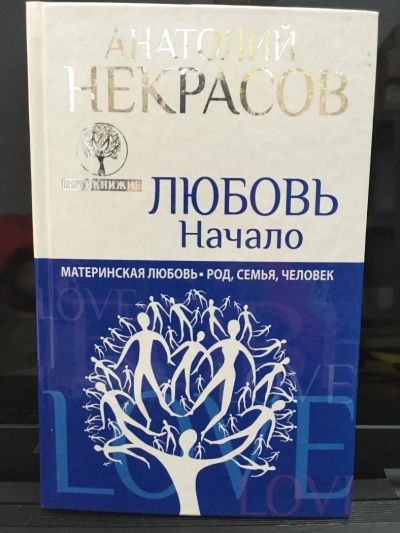 АНАТОЛИЙ
НЕКРАСОВ
ЛЮБОВЬ
Начало
МАТЕРИНСКАЯ ЛЮБОВЬ▪РОД, СЕМЬЯ, ЧЕЛОВЕК
LOVE
LOVE
LOVE
LOVE